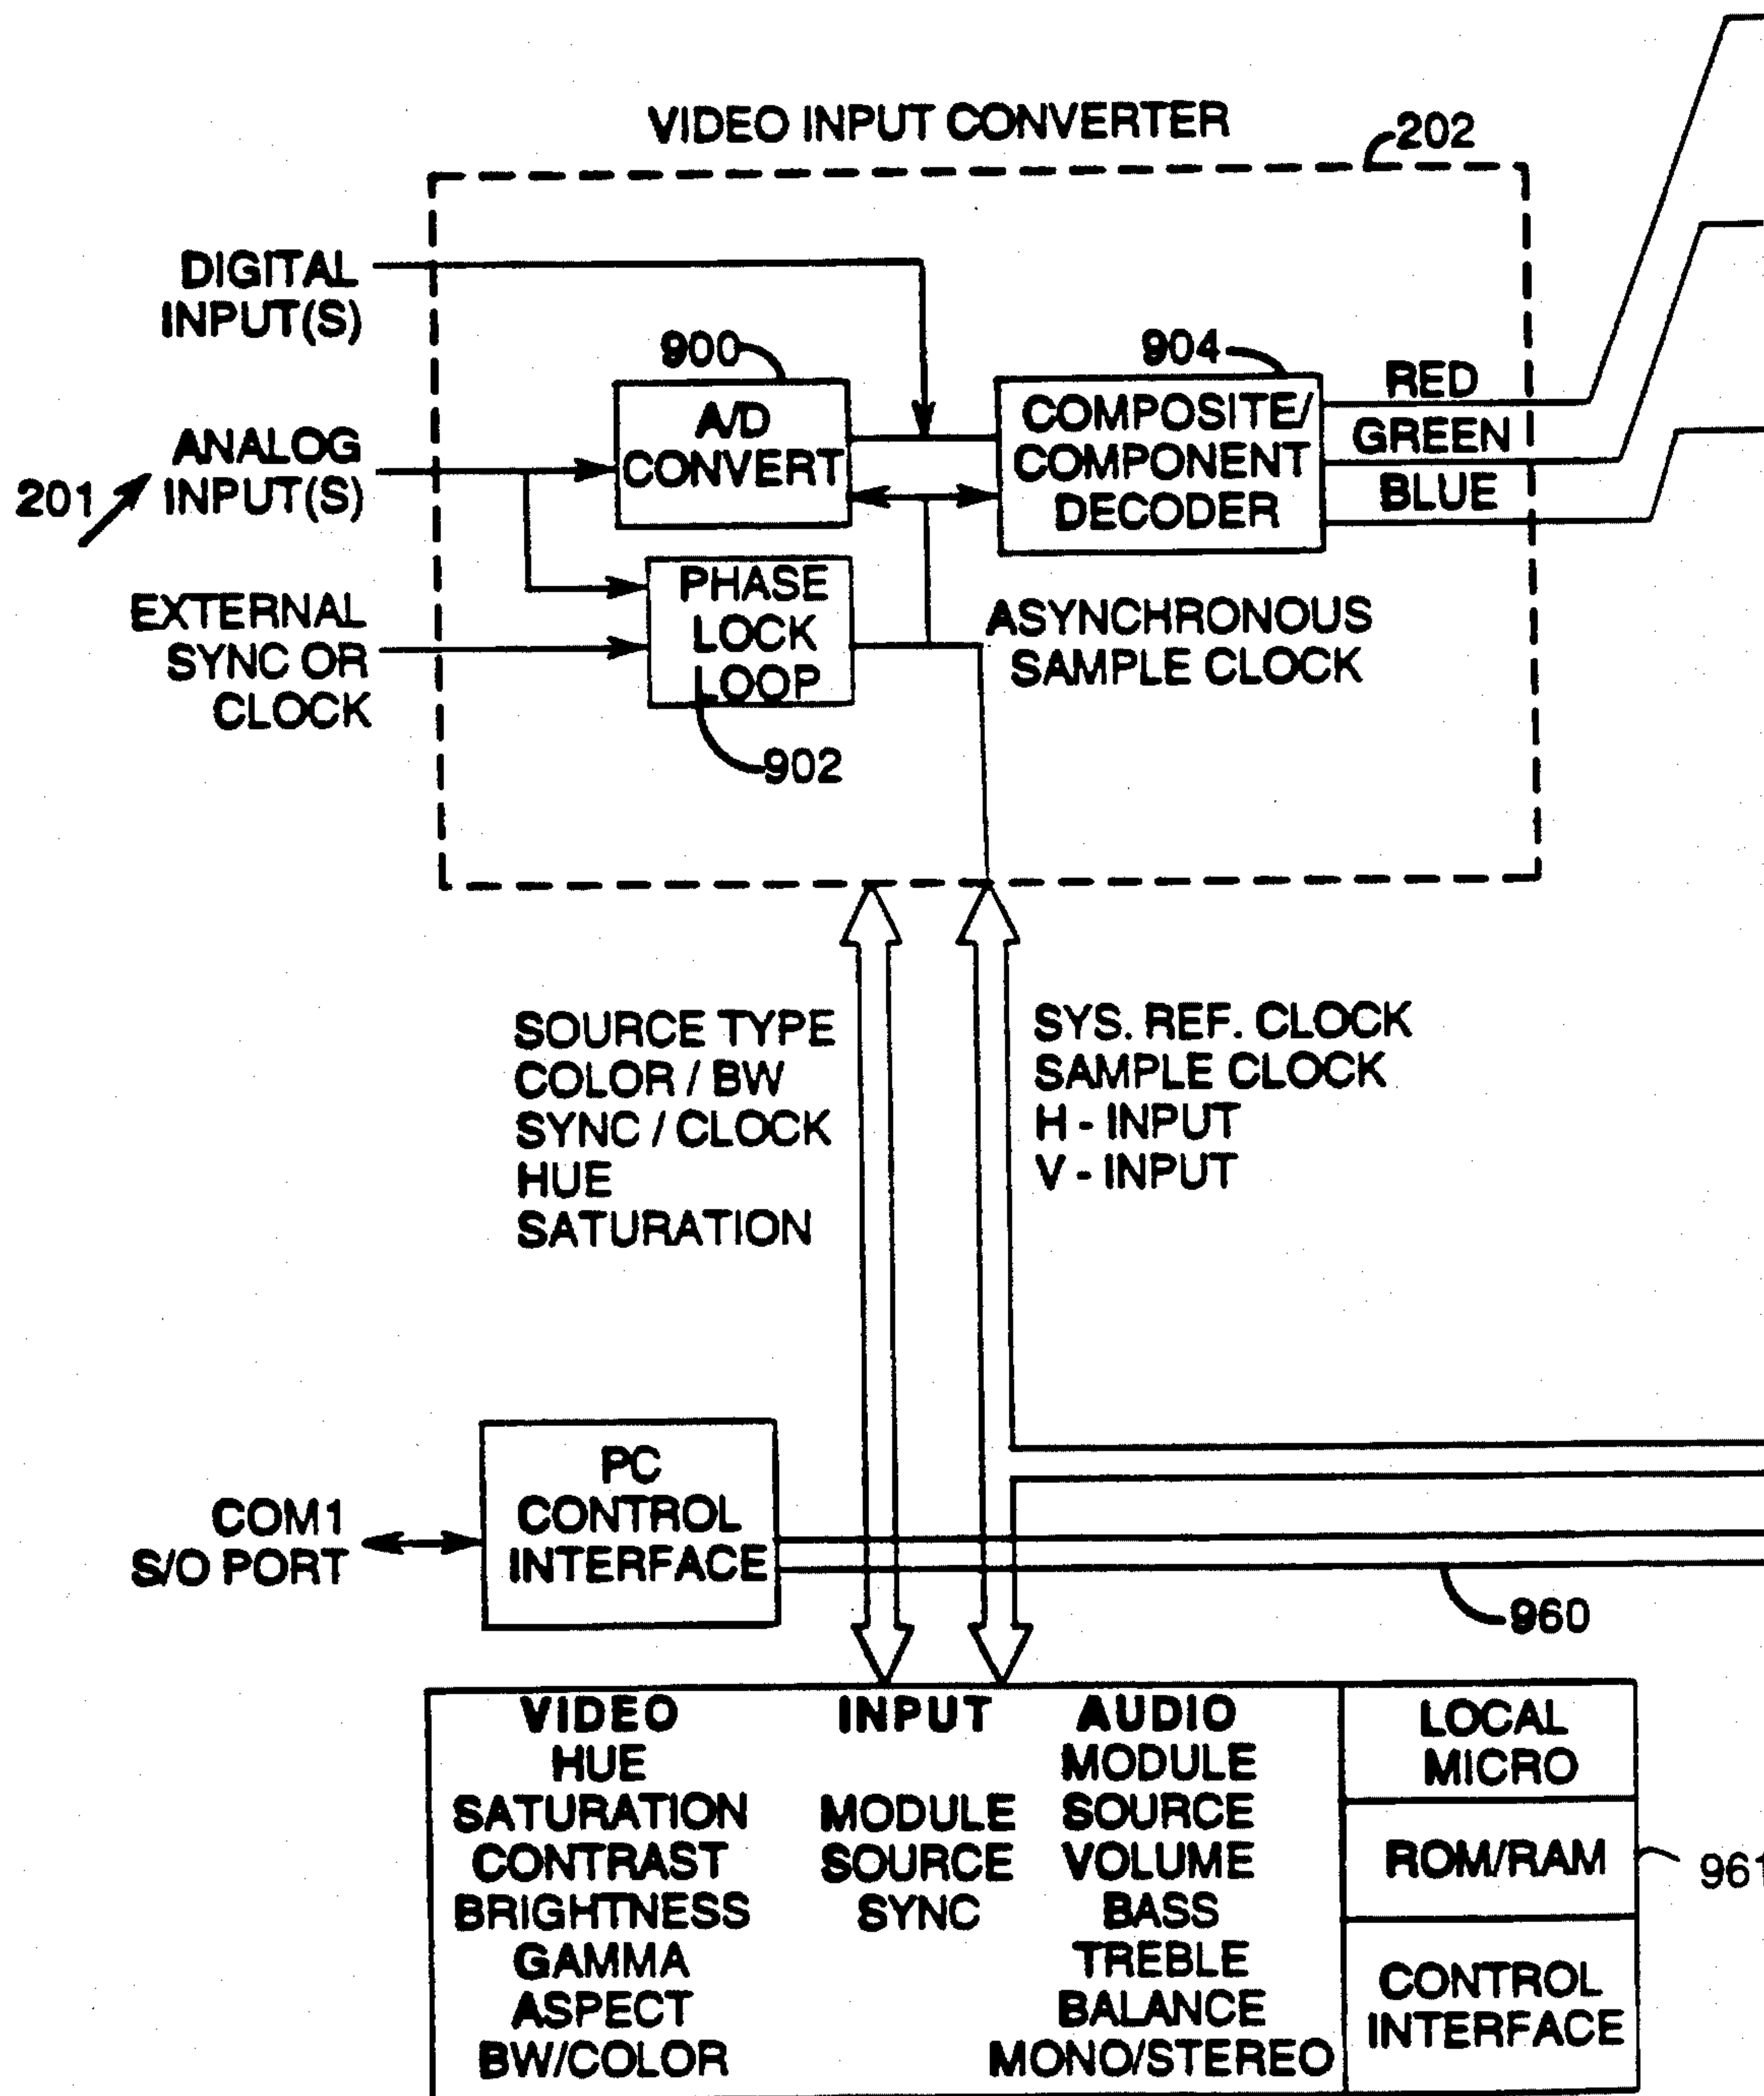 VIDEO INPUT CONVERTER
202
DIGITAL
INPUT(S)
900
904
A/D
CONVERT
COMPOSITE/
COMPONENT
DECODER
RED
GREEN
BLUE
201
ANALOG
INPUT(S)
EXTERNAL
SYNC OR
CLOCK
PHASE
LOCK
LOOP
902
ASYNCHRONOUS
SAMPLE CLOCK
SOURCE TYPE
COLOR / BW
SYNC / CLOCK
HUE
SATURATION
SYS. REF. CLOCK
SAMPLE CLOCK
H - INPUT
V - INPUT
COM1
S/O PORT
PC
CONTROL
INTERFACE
960
VIDEO
HUE
SATURATION
CONTRAST
BRIGHTNESS
GAMMA
ASPECT
BW/COLOR
INPUT
MODULE
SOURCE
SYNC
AUDIO
MODULE
SOURCE
VOLUME
BASS
TREBLE
BALANCE
MONO/STEREO
LOCAL
MICRO
ROM/RAM
CONTROL
INTERFACE
961